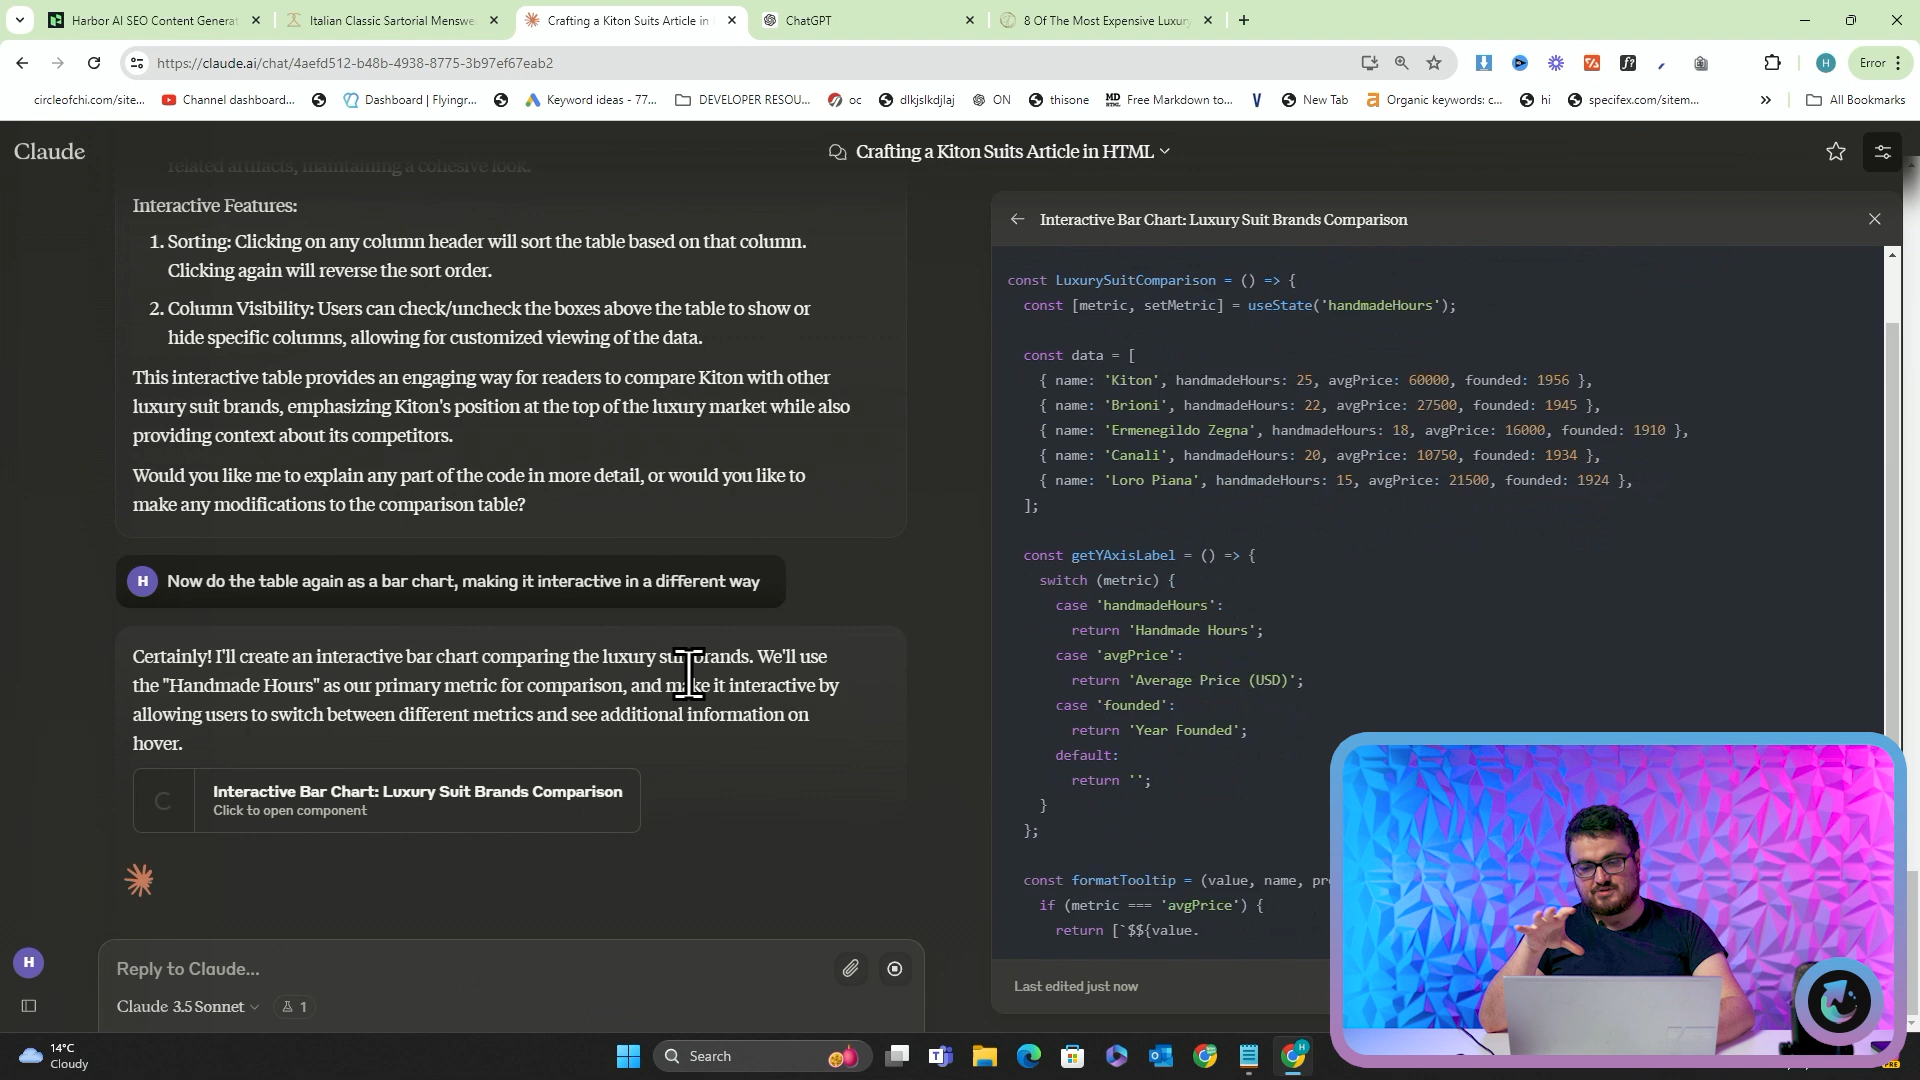 Harbor AI SEO Content Generat
Italian Classic Sartorial Menswe
Crafting a Kiton Suits Article in
ChatGPT
8 Of The Most Expensive Luxury
https://claude.ai/chat/4aefd512-b48b-4938-8775-3b97ef67eab2
H
Error
circleofchi.com/site...
Channel dashboard...
Dashboard | Flyingr...
Keyword ideas - 77...
DEVELOPER RESOU...
oc
dlkjslkdjlaj
ON
thisone
Free Markdown to...
New Tab
Organic keywords: c...
hi
specifex.com/sitem...
All Bookmarks
Claude
Crafting a Kiton Suits Article in HTML
related artifacts, maintaining a cohesive look.
Interactive Features:
1. Sorting: Clicking on any column header will sort the table based on that column.
Clicking again will reverse the sort order.
2. Column Visibility: Users can check/uncheck the boxes above the table to show or
hide specific columns, allowing for customized viewing of the data.
This interactive table provides an engaging way for readers to compare Kiton with other
luxury suit brands, emphasizing Kiton's position at the top of the luxury market while also
providing context about its competitors.
Would you like me to explain any part of the code in more detail, or would you like to
make any modifications to the comparison table?
H
Now do the table again as a bar chart, making it interactive in a different way
Certainly! I'll create an interactive bar chart comparing the luxury suit brands. We'll use
the "Handmade Hours" as our primary metric for comparison, and make it interactive by
allowing users to switch between different metrics and see additional information on
hover.
Interactive Bar Chart: Luxury Suit Brands Comparison
Click to open component
Reply to Claude...
Claude 3.5 Sonnet
1
H
Interactive Bar Chart: Luxury Suit Brands Comparison
const LuxurySuitComparison = () => {
const [metric, setMetric] = useState('handmadeHours');
const data = [
{ name: 'Kiton', handmadeHours: 25, avgPrice: 60000, founded: 1956 },
{ name: 'Brioni', handmadeHours: 22, avgPrice: 27500, founded: 1945 },
{ name: 'Ermenegildo Zegna', handmadeHours: 18, avgPrice: 16000, founded: 1910 },
{ name: 'Canali', handmadeHours: 20, avgPrice: 10750, founded: 1934 },
{ name: 'Loro Piana', handmadeHours: 15, avgPrice: 21500, founded: 1924 },
];
const getYAxisLabel = () => {
switch (metric) {
case 'handmadeHours':
return 'Handmade Hours';
case 'avgPrice':
return 'Average Price (USD)';
case 'founded':
return 'Year Founded';
default:
return '';
}
};
const formatTooltip = (value, name, pr
if (metric === 'avgPrice') {
return [`$${value.
Last edited just now
14°C
Cloudy
Search